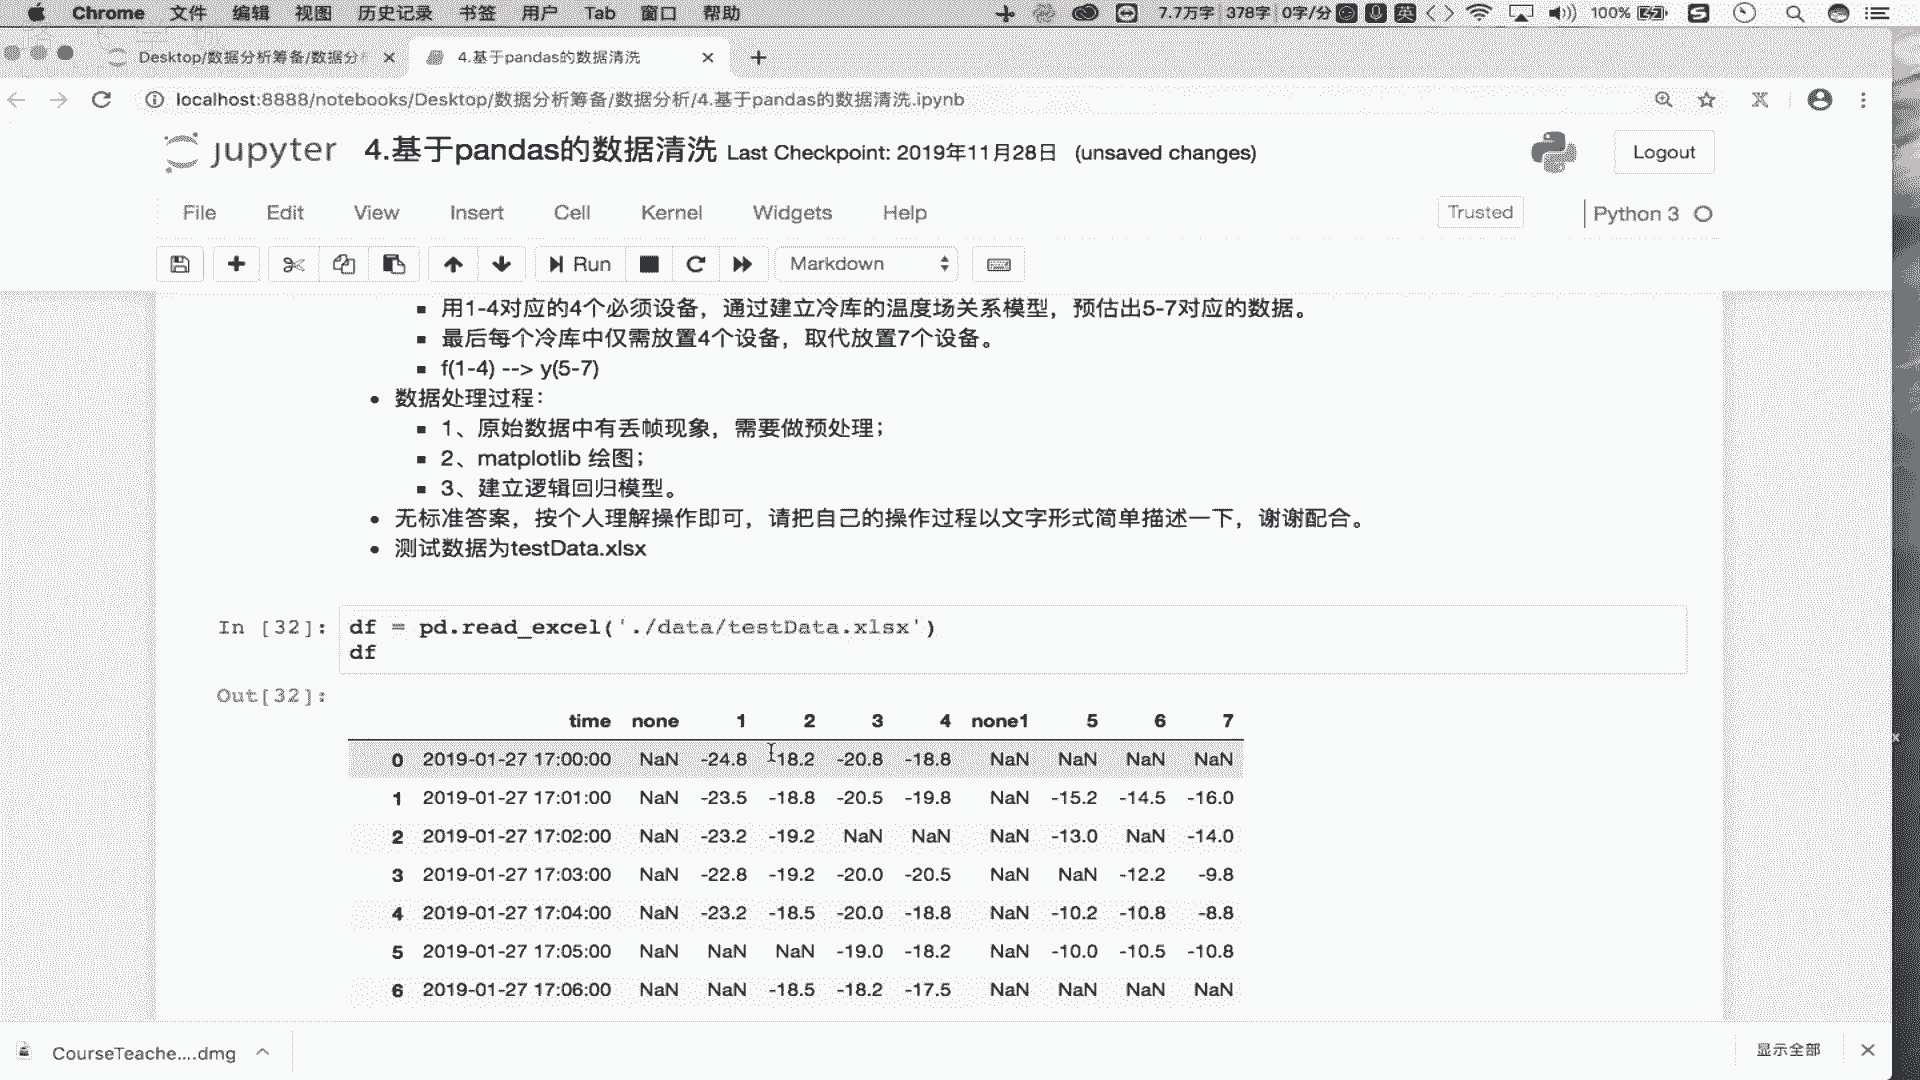 Chrome 文件 编辑 视图 历史记录 书签 用户 Tab 窗口 帮助 7.7万字 378字 0字/分 英 100%
Desktop/数据分析筹备/数据分 4.基于pandas的数据清洗
localhost:8888/notebooks/Desktop/数据分析筹备/数据分析/4.基于pandas的数据清洗.ipynb
jupyter 4.基于pandas的数据清洗 Last Checkpoint: 2019年11月28日 (unsaved changes) Logout
File Edit View Insert Cell Kernel Widgets Help Trusted Python 3
Run Markdown
用1-4对应的4个必须设备，通过建立冷库的温度场关系模型，预估出5-7对应的数据。
最后每个冷库中仅需放置4个设备，取代放置7个设备。
f(1-4) --> y(5-7)
数据处理过程：
1、原始数据中有丢帧现象，需要做预处理；
2、matplotlib 绘图；
3、建立逻辑回归模型。
无标准答案，按个人理解操作即可，请把自己的操作过程以文字形式简单描述一下，谢谢配合。
测试数据为testData.xlsx
In [32]: df = pd.read_excel('./data/testData.xlsx')
df
Out[32]:
time none 1 2 3 4 none1 5 6 7
0 2019-01-27 17:00:00 NaN -24.8 -18.2 -20.8 -18.8 NaN NaN NaN NaN
1 2019-01-27 17:01:00 NaN -23.5 -18.8 -20.5 -19.8 NaN -15.2 -14.5 -16.0
2 2019-01-27 17:02:00 NaN -23.2 -19.2 NaN NaN NaN -13.0 NaN -14.0
3 2019-01-27 17:03:00 NaN -22.8 -19.2 -20.0 -20.5 NaN NaN -12.2 -9.8
4 2019-01-27 17:04:00 NaN -23.2 -18.5 -20.0 -18.8 NaN -10.2 -10.8 -8.8
5 2019-01-27 17:05:00 NaN NaN NaN -19.0 -18.2 NaN -10.0 -10.5 -10.8
6 2019-01-27 17:06:00 NaN NaN -18.5 -18.2 -17.5 NaN NaN NaN NaN
CourseTeache....dmg 显示全部